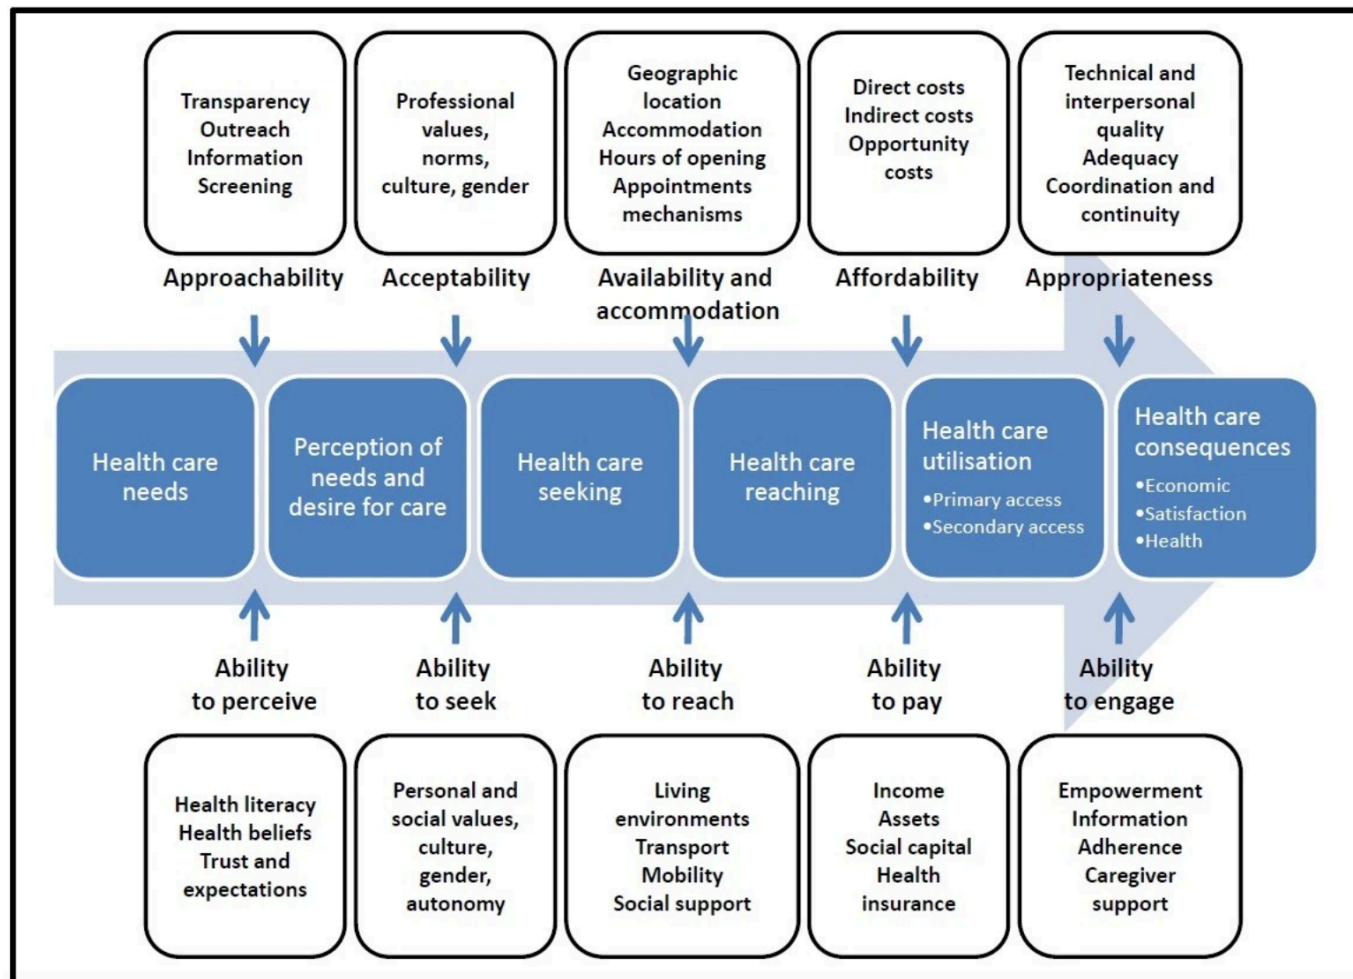 Transparency
Outreach
Information
Screening
Professional
values,
norms,
culture, gender
Geographic
location
Accommodation
Hours of opening
Appointments
mechanisms
Direct costs
Indirect costs
Opportunity
costs
Technical and
interpersonal
quality
Adequacy
Coordination and
continuity
Approachability
Acceptability
Availability and
accommodation
Affordability
Appropriateness
Health care
needs
Perception of
needs and
desire for care
Health care
seeking
Health care
reaching
Health care
utilisation
•Primary access
•Secondary access
Health care
consequences
•Economic
•Satisfaction
•Health
Ability
to perceive
Ability
to seek
Ability
to reach
Ability
to pay
Ability
to engage
Health literacy
Health beliefs
Trust and
expectations
Personal and
social values,
culture,
gender,
autonomy
Living
environments
Transport
Mobility
Social support
Income
Assets
Social capital
Health
insurance
Empowerment
Information
Adherence
Caregiver
support